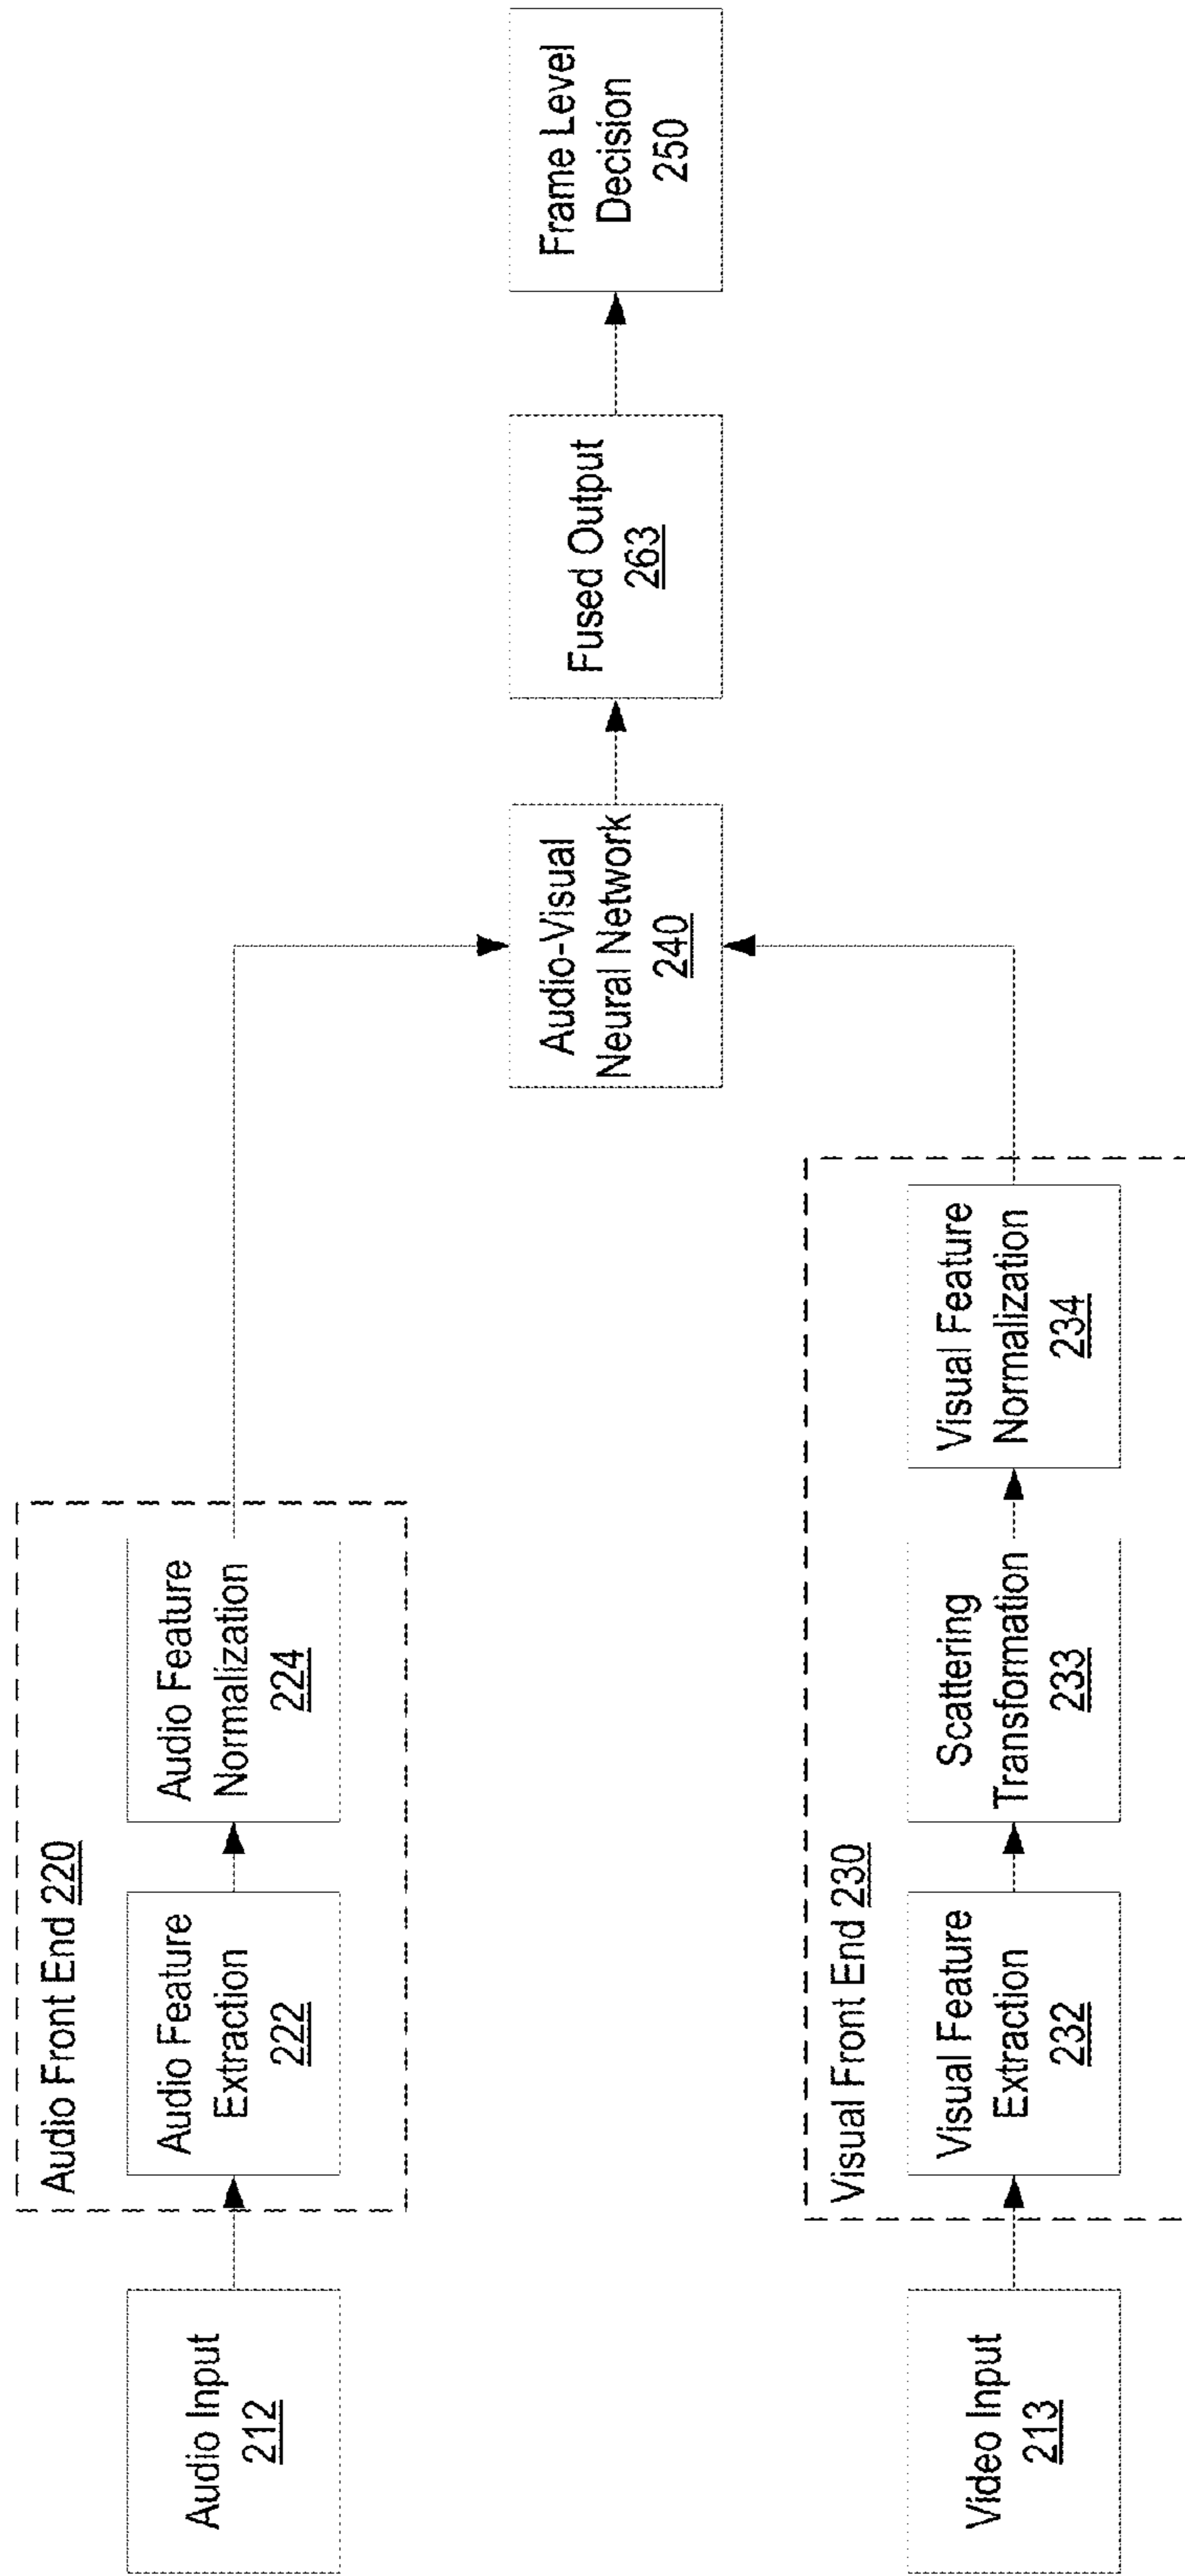 Audio Input
212
Audio Front End 220
Audio Feature
Extraction
222
Audio Feature
Normalization
224
Video Input
213
Visual Front End 230
Visual Feature
Extraction
232
Scattering
Transformation
233
Visual Feature
Normalization
234
Audio-Visual
Neural Network
240
Fused Output
263
Frame Level
Decision
250